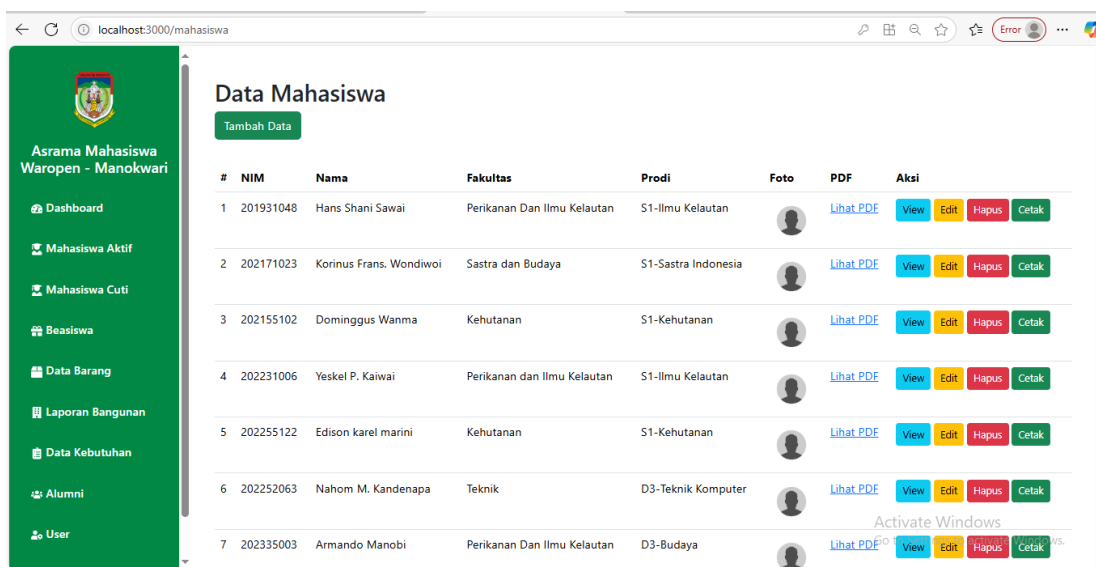 localhost:3000/mahasiswa
Error
Asrama Mahasiswa
Waropen - Manokwari
Dashboard
Mahasiswa Aktif
Mahasiswa Cuti
Beasiswa
Data Barang
Laporan Bangunan
Data Kebutuhan
Alumni
User
Data Mahasiswa
Tambah Data
# NIM Nama Fakultas Prodi Foto PDF Aksi
1 201931048 Hans Shani Sawai Perikanan Dan Ilmu Kelautan S1-Ilmu Kelautan Lihat PDF View Edit Hapus Cetak
2 202171023 Korinus Frans. Wondiwoi Sastra dan Budaya S1-Sastra Indonesia Lihat PDF View Edit Hapus Cetak
3 202155102 Dominggus Wanma Kehutanan S1-Kehutanan Lihat PDF View Edit Hapus Cetak
4 202231006 Yeskel P. Kaiwai Perikanan dan Ilmu Kelautan S1-Ilmu Kelautan Lihat PDF View Edit Hapus Cetak
5 202255122 Edison karel marini Kehutanan S1-Kehutanan Lihat PDF View Edit Hapus Cetak
6 202252063 Nahom M. Kandenapa Teknik D3-Teknik Komputer Lihat PDF View Edit Hapus Cetak
7 202335003 Armando Manobi Perikanan Dan Ilmu Kelautan D3-Budaya Lihat PDF View Edit Hapus Cetak
Activate Windows
Go to activate Windows.